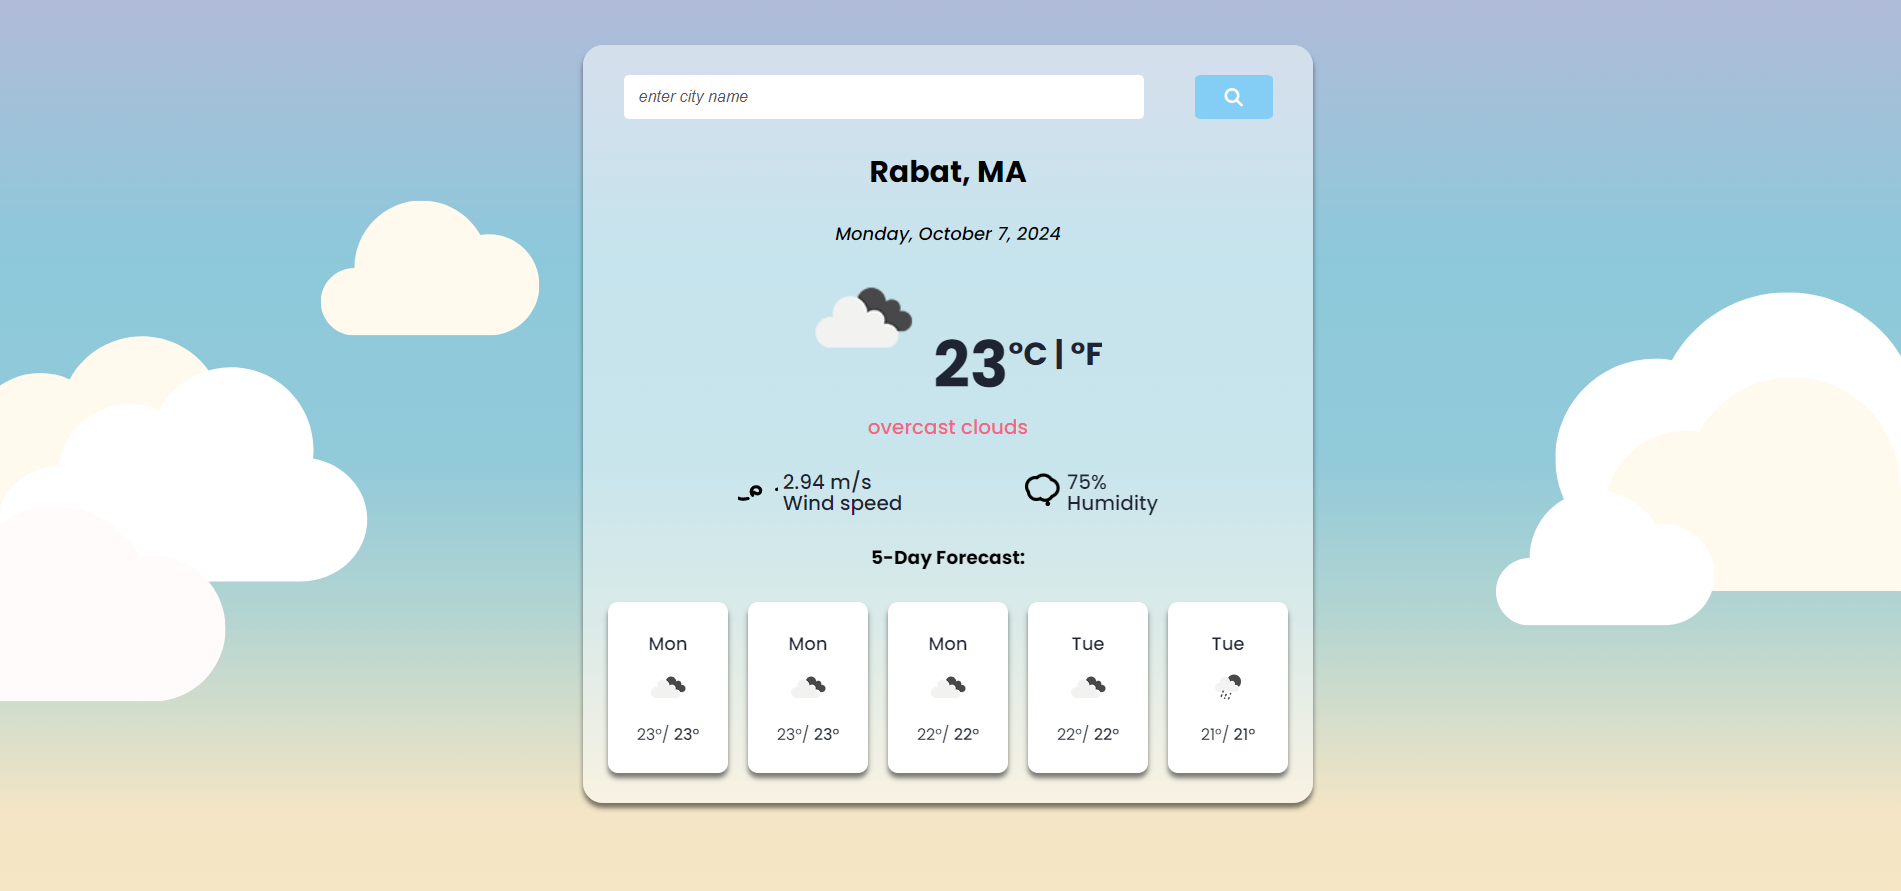 enter city name
Rabat, MA
Monday, October 7, 2024
23°C | °F
overcast clouds
2.94 m/s
Wind speed
75%
Humidity
5-Day Forecast:
Mon
23°/ 23°
Mon
23°/ 23°
Mon
22°/ 22°
Tue
22°/ 22°
Tue
21°/ 21°